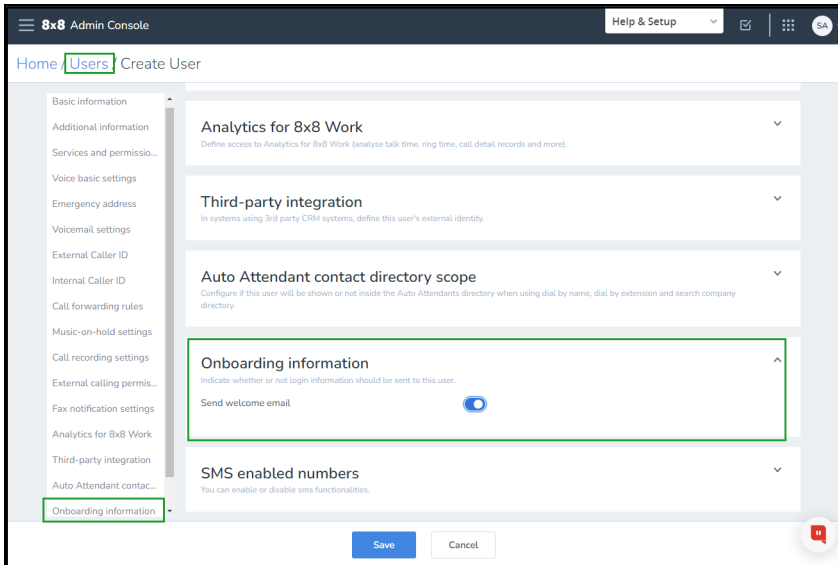 8x8 Admin Console
Help & Setup
SA
Home / Users / Create User
Basic information
Additional information
Services and permissio...
Voice basic settings
Emergency address
Voicemail settings
External Caller ID
Internal Caller ID
Call forwarding rules
Music-on-hold settings
Call recording settings
External calling permis...
Fax notification settings
Analytics for 8x8 Work
Third-party integration
Auto Attendant contac...
Onboarding information
Analytics for 8x8 Work
Define access to Analytics for 8x8 Work (analyse talk time, ring time, call detail records and more).
Third-party integration
In systems using 3rd party CRM systems, define this user's external identity.
Auto Attendant contact directory scope
Configure if this user will be shown or not inside the Auto Attendants directory when using dial by name, dial by extension and search company
directory.
Onboarding information
Indicate whether or not login information should be sent to this user.
Send welcome email
SMS enabled numbers
You can enable or disable sms functionalities.
Save
Cancel